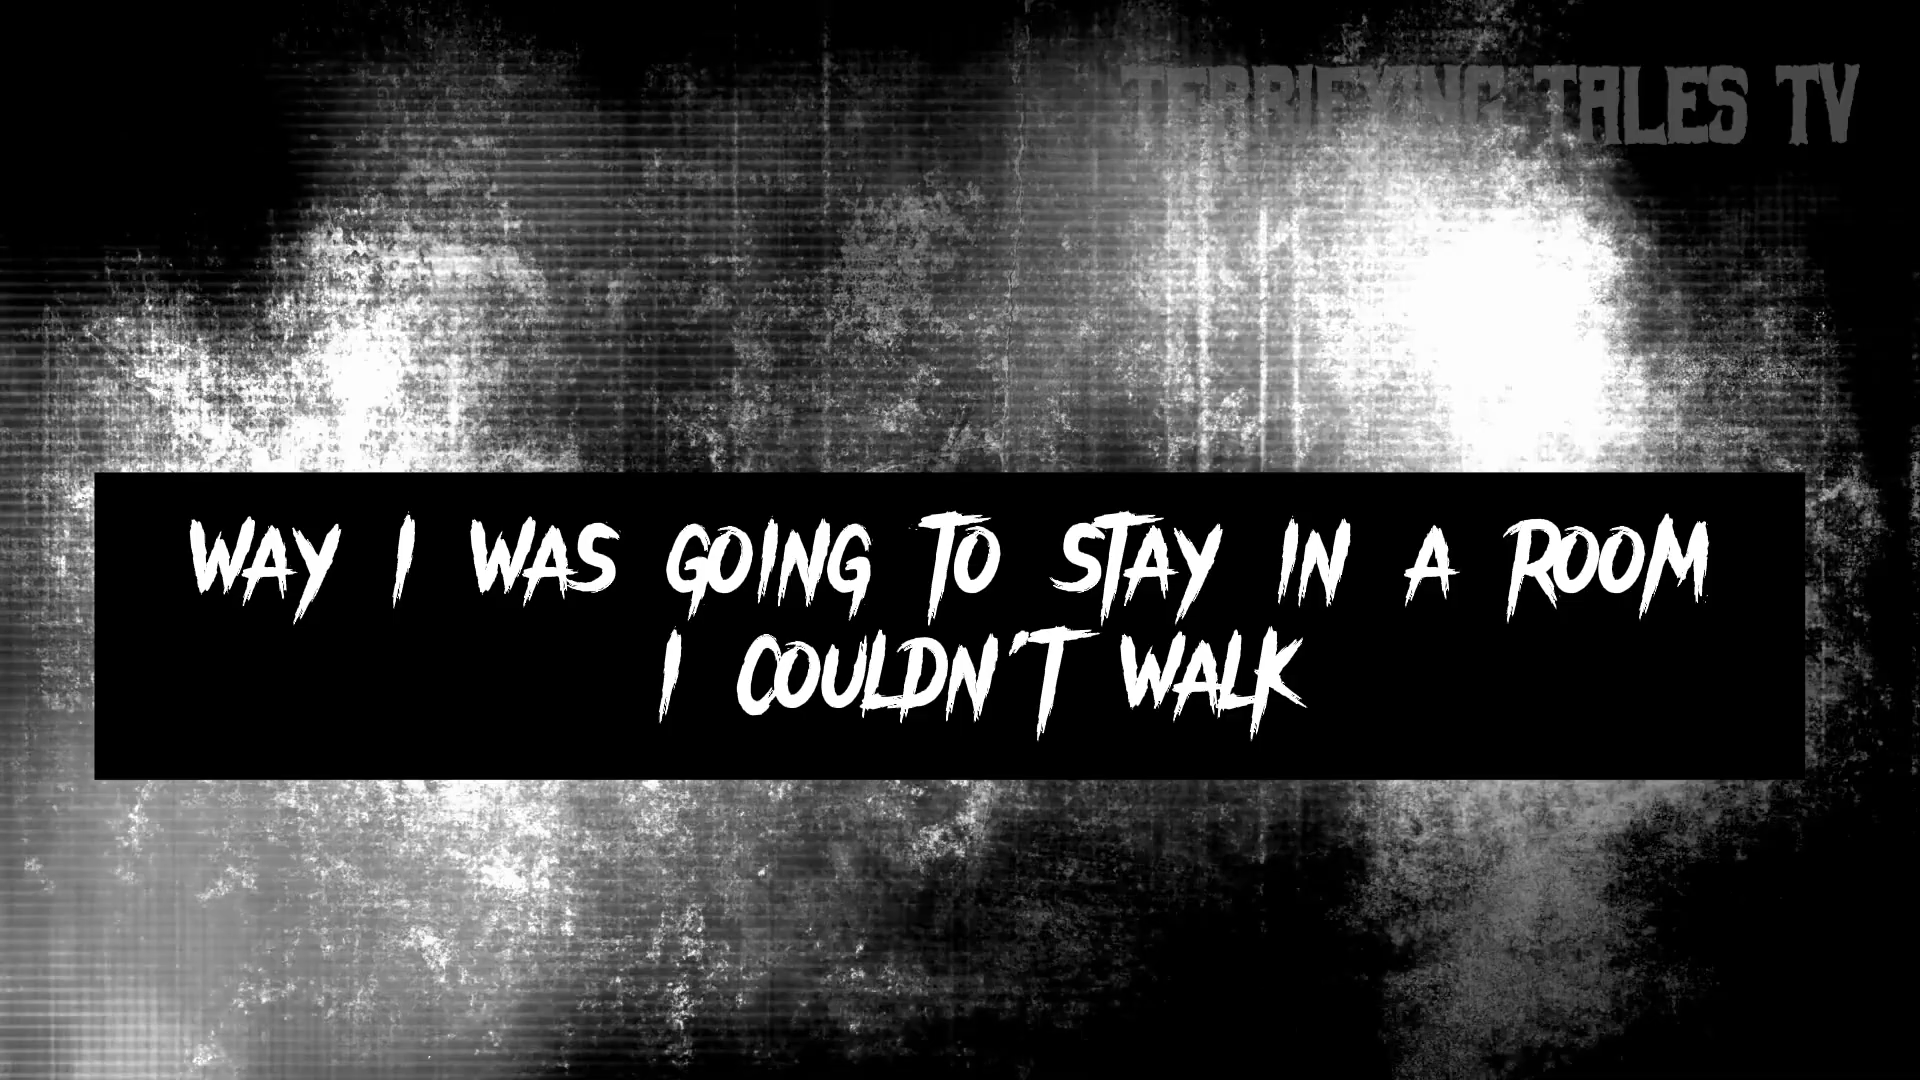 TERRIFYING TALES TV
WAY I WAS GOING TO STAY IN A ROOM
I COULDN'T WALK